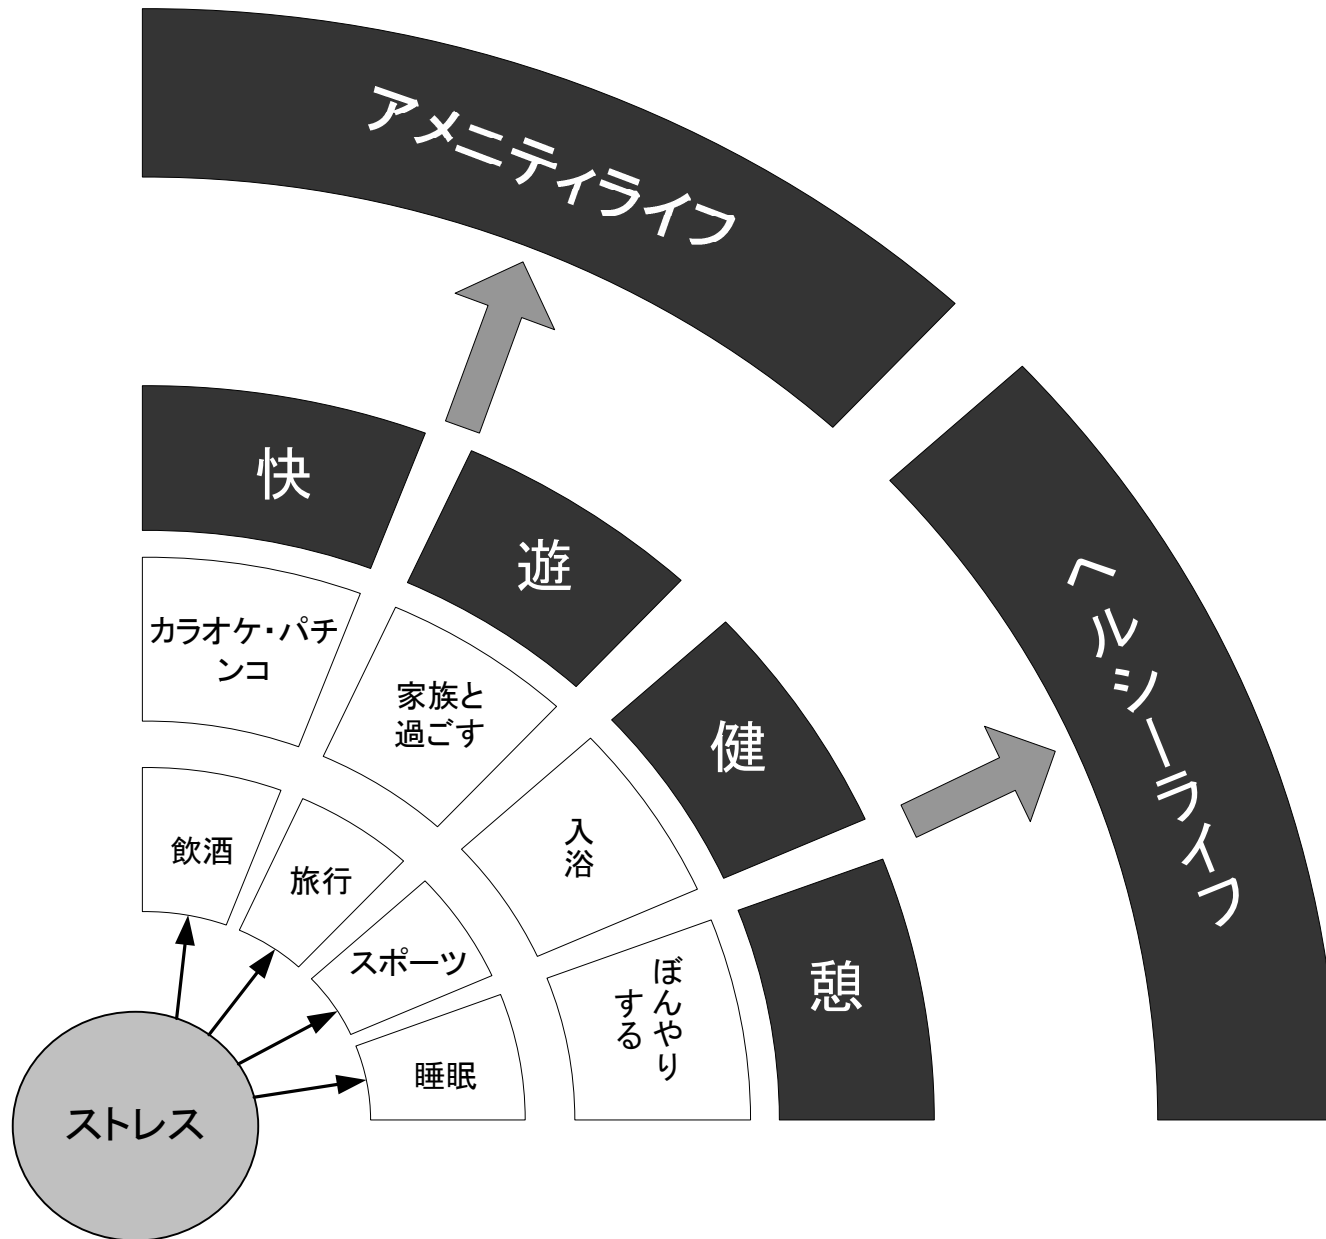 アメニティライフ
ヘルシーライフ
快
遊
健
憩
カラオケ・パチ
ンコ
家族と
過ごす
入浴
ぼんやり
する
飲酒
旅行
スポーツ
睡眠
ストレス